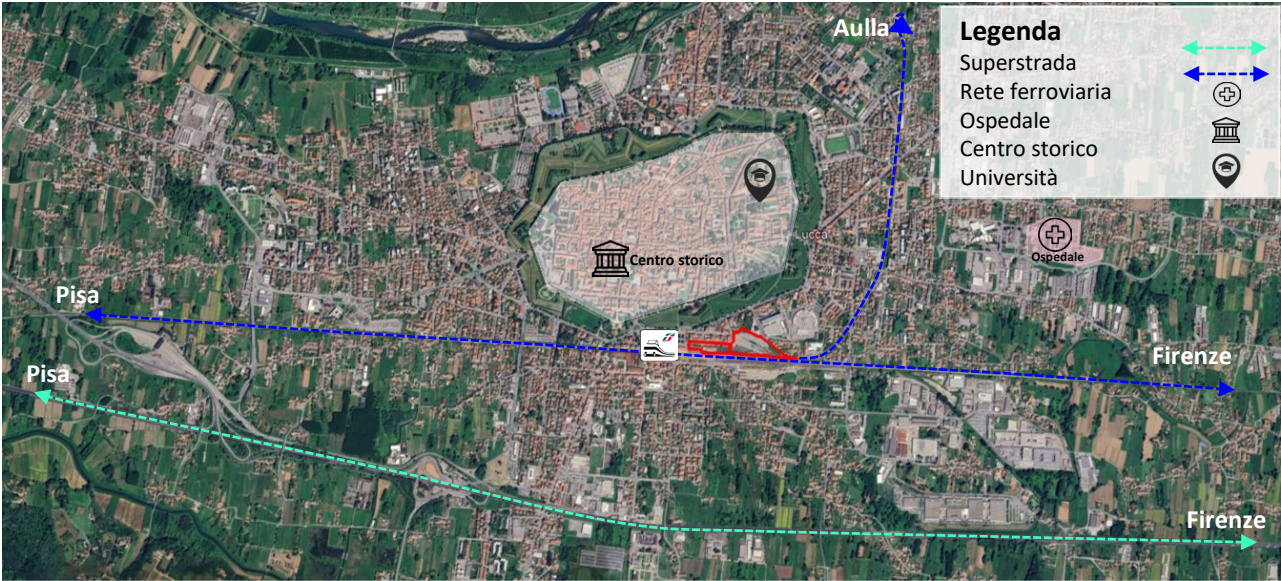 Aulla
Legenda
Superstrada
Rete ferroviaria
Ospedale
Centro storico
Università
Lucca
Ospedale
Centro storico
Pisa
Firenze
Pisa
Firenze